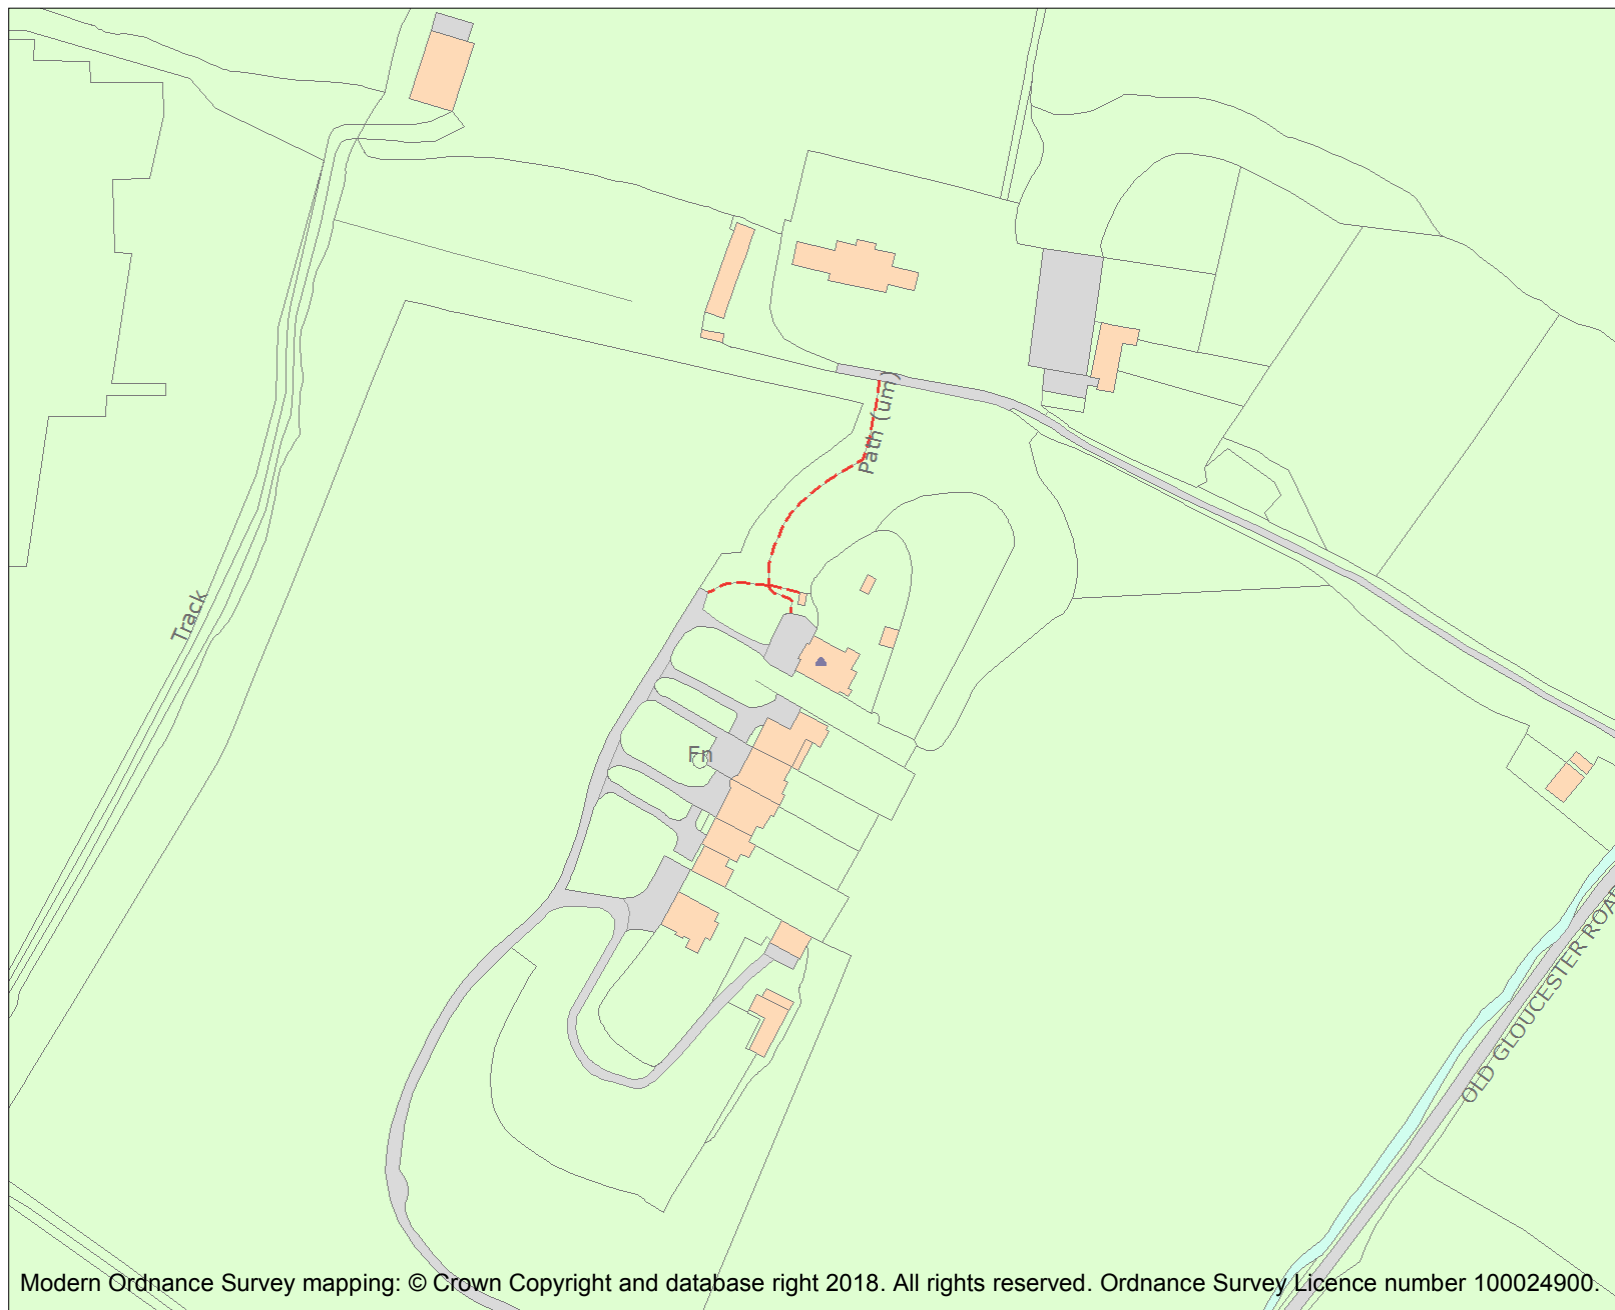 Path (um)
Track
Fn
OLD GLOUCESTER ROAD
Modern Ordnance Survey mapping: © Crown Copyright and database right 2018. All rights reserved. Ordnance Survey Licence number 100024900.